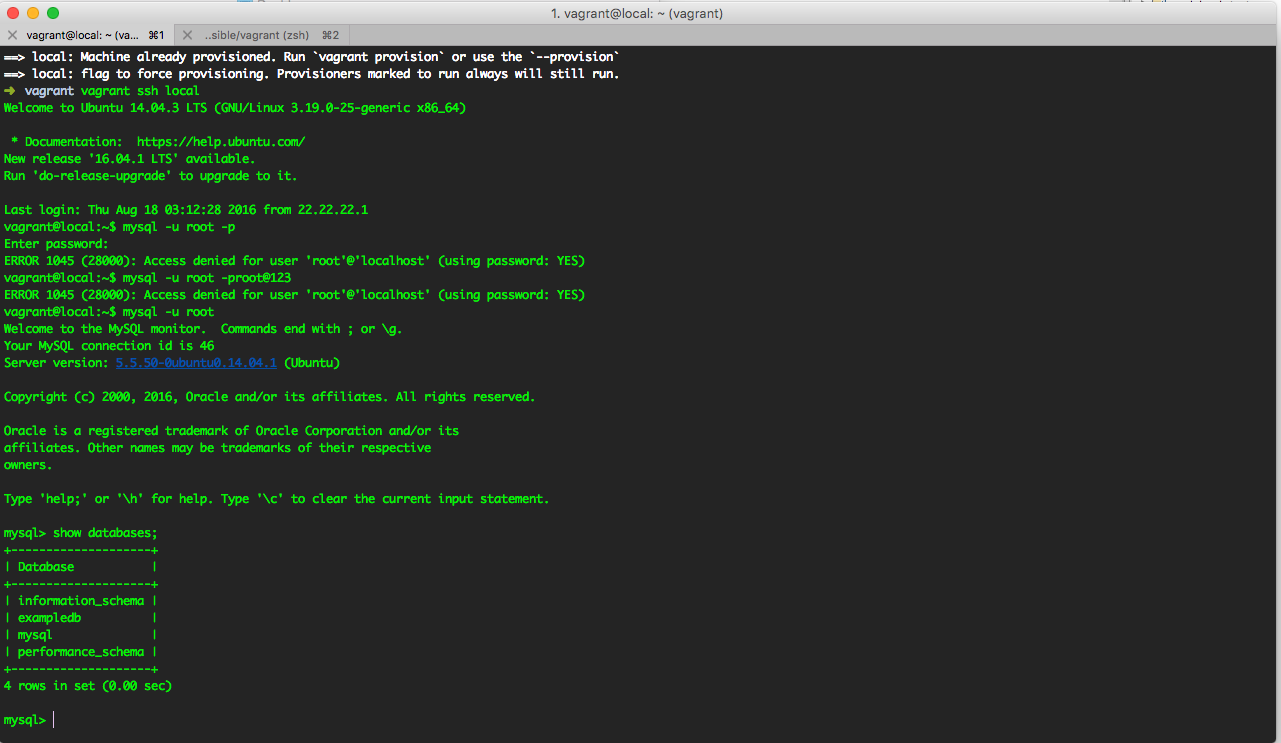 1. vagrant@local: ~ (vagrant)
vagrant@local: ~ (va... ⌘1
..sible/vagrant (zsh) ⌘2
==> local: Machine already provisioned. Run `vagrant provision` or use the `--provision`
==> local: flag to force provisioning. Provisioners marked to run always will still run.
➜ vagrant vagrant ssh local
Welcome to Ubuntu 14.04.3 LTS (GNU/Linux 3.19.0-25-generic x86_64)
* Documentation: https://help.ubuntu.com/
New release '16.04.1 LTS' available.
Run 'do-release-upgrade' to upgrade to it.
Last login: Thu Aug 18 03:12:28 2016 from 22.22.22.1
vagrant@local:~$ mysql -u root -p
Enter password:
ERROR 1045 (28000): Access denied for user 'root'@'localhost' (using password: YES)
vagrant@local:~$ mysql -u root -proot@123
ERROR 1045 (28000): Access denied for user 'root'@'localhost' (using password: YES)
vagrant@local:~$ mysql -u root
Welcome to the MySQL monitor.  Commands end with ; or \g.
Your MySQL connection id is 46
Server version: 5.5.50-0ubuntu0.14.04.1 (Ubuntu)
Copyright (c) 2000, 2016, Oracle and/or its affiliates. All rights reserved.
Oracle is a registered trademark of Oracle Corporation and/or its
affiliates. Other names may be trademarks of their respective
owners.
Type 'help;' or '\h' for help. Type '\c' to clear the current input statement.
mysql> show databases;
+--------------------+
| Database           |
+--------------------+
| information_schema |
| exampledb          |
| mysql              |
| performance_schema |
+--------------------+
4 rows in set (0.00 sec)
mysql>